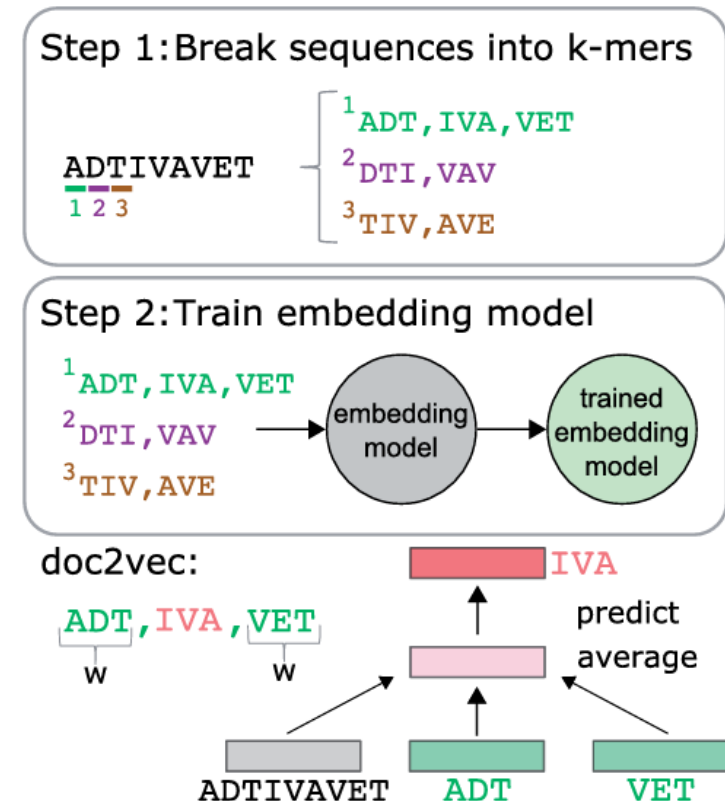 Step 1:Break sequences into k-mers
1ADT,IVA,VET
ADTIVAVET
2DTI,VAV
1 2 3
3TIV,AVE
Step 2:Train embedding model
1ADT,IVA,VET
2DTI,VAV
3TIV,AVE
embedding
model
trained
embedding
model
doc2vec:
IVA
ADT,IVA,VET
w
w
predict
average
ADTIVAVET
ADT
VET